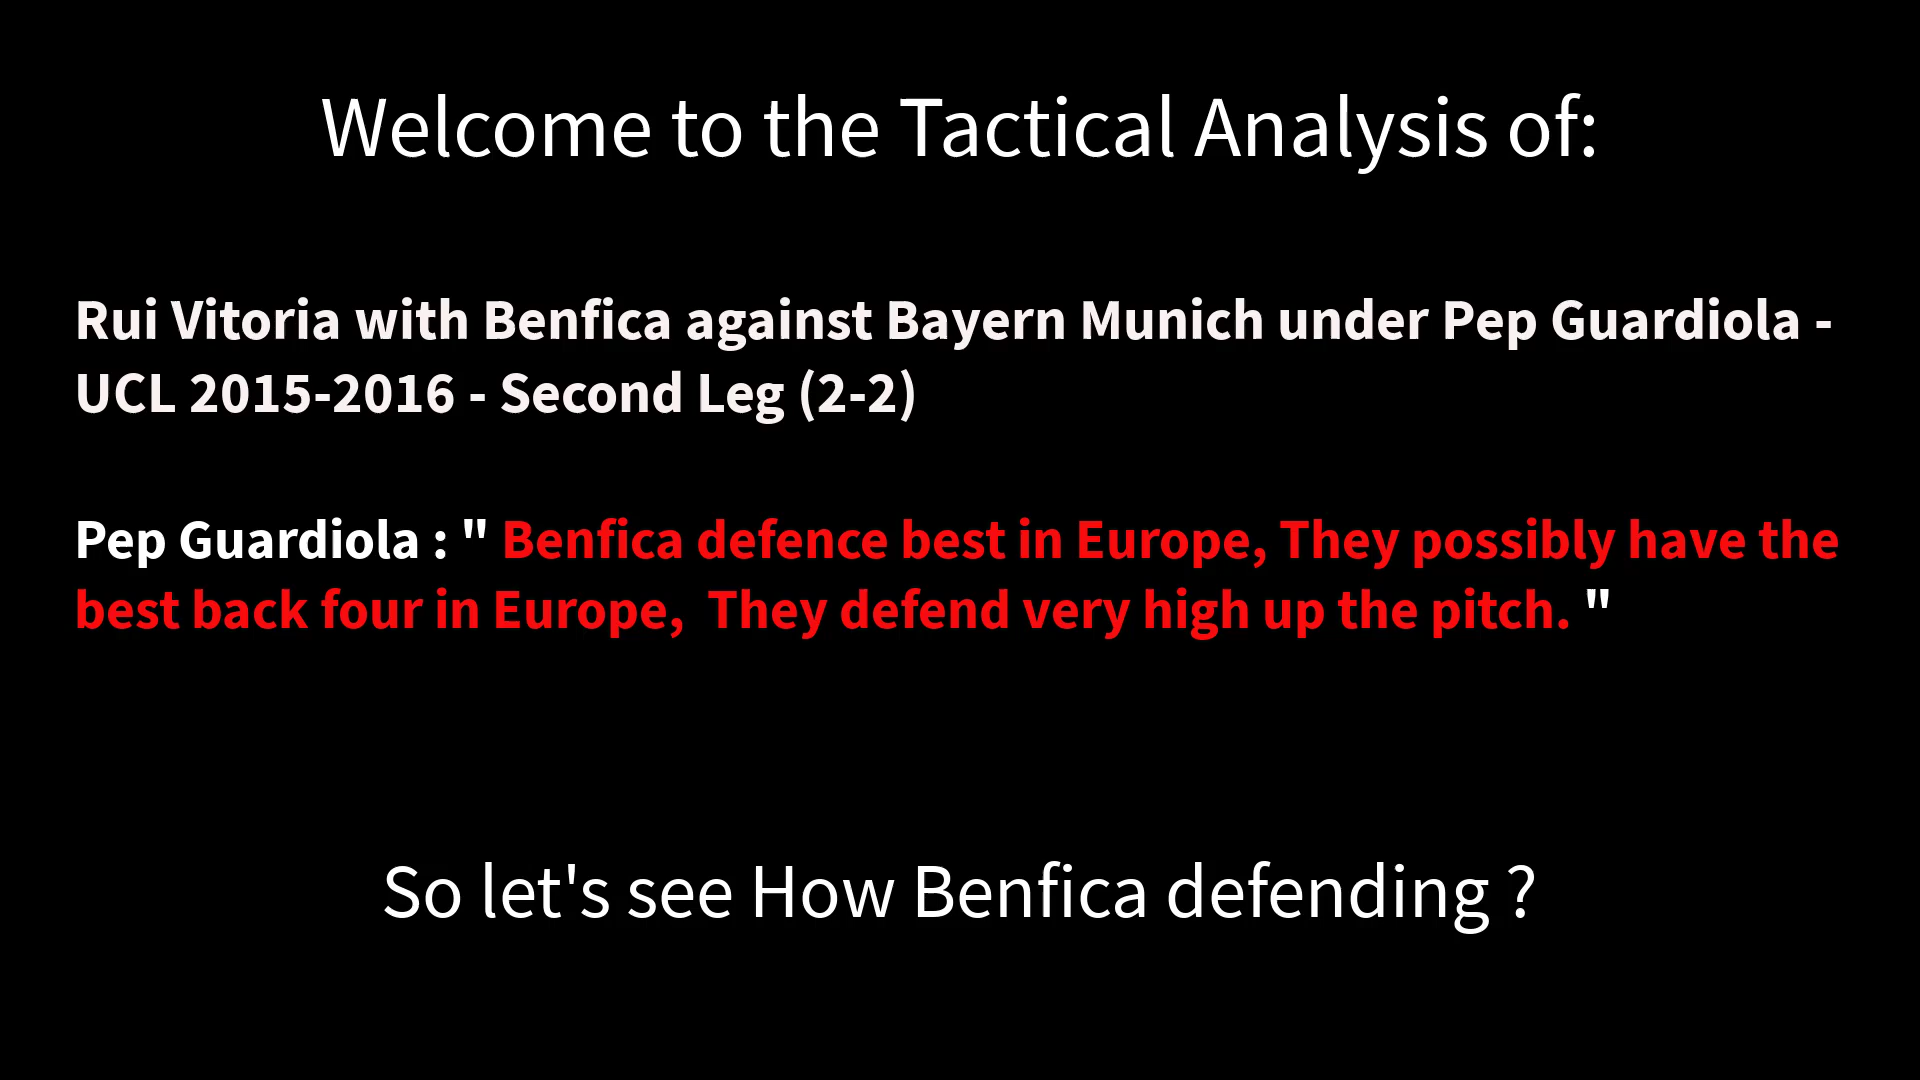 Welcome to the Tactical Analysis of:
Rui Vitoria with Benfica against Bayern Munich under Pep Guardiola -
UCL 2015-2016 - Second Leg (2-2)
Pep Guardiola : " Benfica defence best in Europe, They possibly have the
best back four in Europe,  They defend very high up the pitch. "
So let's see How Benfica defending ?